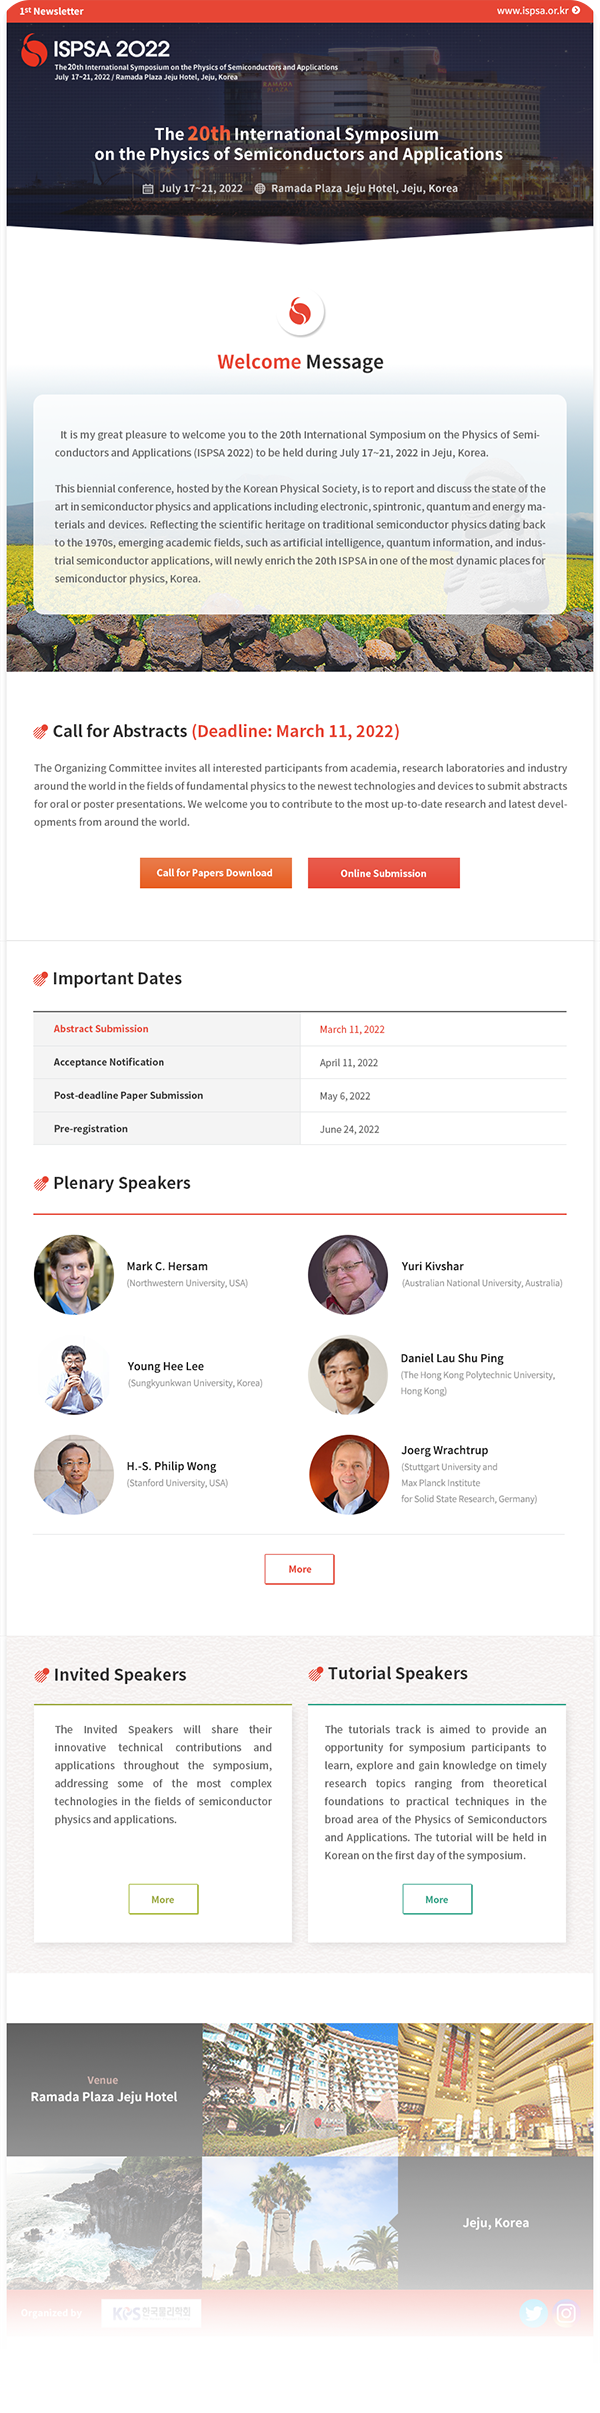 1st Newsletter
www.ispsa.or.kr
ISPSA 2022
The 20th International Symposium on the Physics of Semiconductors and Applications
July 17~21, 2022 / Ramada Plaza Jeju Hotel, Jeju, Korea
RAMADA
PLAZA
The 20th International Symposium
on the Physics of Semiconductors and Applications
July 17~21, 2022
Ramada Plaza Jeju Hotel, Jeju, Korea
Welcome Message
It is my great pleasure to welcome you to the 20th International Symposium on the Physics of Semi-
conductors and Applications (ISPSA 2022) to be held during July 17~21, 2022 in Jeju, Korea.
This biennial conference, hosted by the Korean Physical Society, is to report and discuss the state of the
art in semiconductor physics and applications including electronic, spintronic, quantum and energy ma-
terials and devices. Reflecting the scientific heritage on traditional semiconductor physics dating back
to the 1970s, emerging academic fields, such as artificial intelligence, quantum information, and indus-
trial semiconductor applications, will newly enrich the 20th ISPSA in one of the most dynamic places for
semiconductor physics, Korea.
Call for Abstracts (Deadline: March 11, 2022)
The Organizing Committee invites all interested participants from academia, research laboratories and industry
around the world in the fields of fundamental physics to the newest technologies and devices to submit abstracts
for oral or poster presentations. We welcome you to contribute to the most up-to-date research and latest devel-
opments from around the world.
Call for Papers Download
Online Submission
Important Dates
Abstract Submission
March 11, 2022
Acceptance Notification
April 11, 2022
Post-deadline Paper Submission
May 6, 2022
Pre-registration
June 24, 2022
Plenary Speakers
Mark C. Hersam
(Northwestern University, USA)
Yuri Kivshar
(Australian National University, Australia)
Young Hee Lee
(Sungkyunkwan University, Korea)
Daniel Lau Shu Ping
(The Hong Kong Polytechnic University,
Hong Kong)
H.-S. Philip Wong
(Stanford University, USA)
Joerg Wrachtrup
(Stuttgart University and
Max Planck Institute
for Solid State Research, Germany)
More
Invited Speakers
The Invited Speakers will share their
innovative technical contributions and
applications throughout the symposium,
addressing some of the most complex
technologies in the fields of semiconductor
physics and applications.
More
Tutorial Speakers
The tutorials track is aimed to provide an
opportunity for symposium participants to
learn, explore and gain knowledge on timely
research topics ranging from theoretical
foundations to practical techniques in the
broad area of the Physics of Semiconductors
and Applications. The tutorial will be held in
Korean on the first day of the symposium.
More
Venue
Ramada Plaza Jeju Hotel
Jeju, Korea
Organized by
KPS 한국물리학회